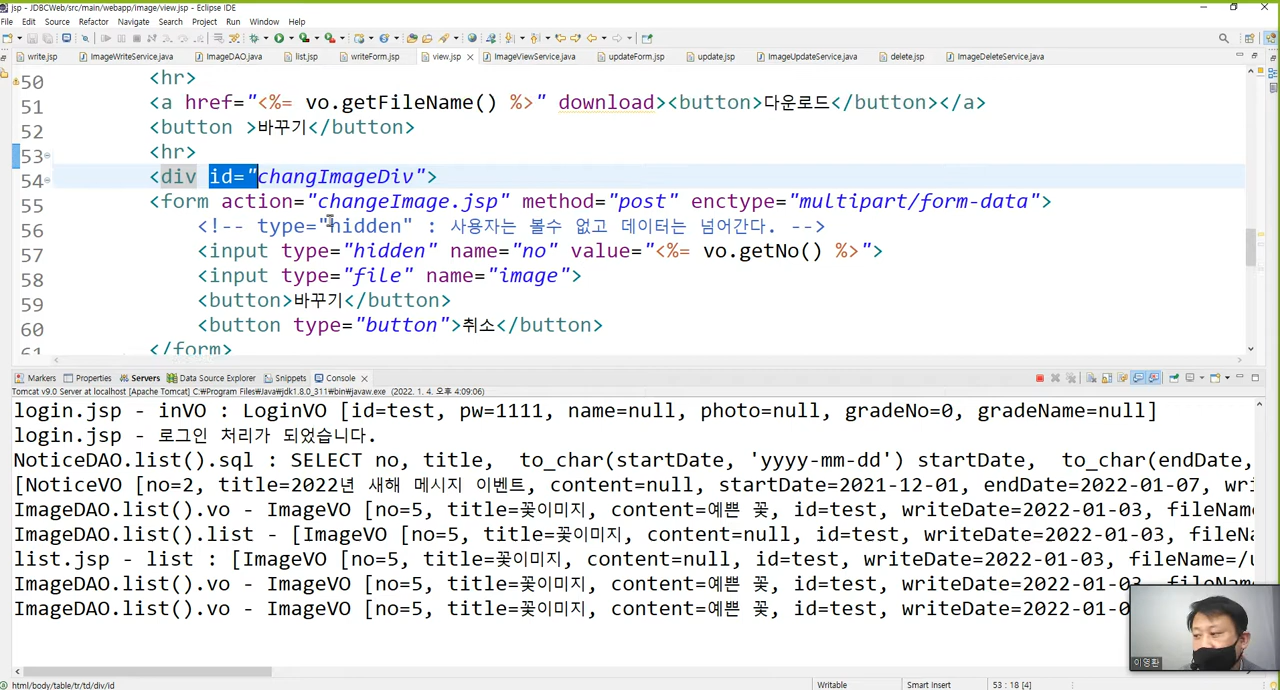 jsp - JDBCWeb/src/main/webapp/image/view.jsp - Eclipse IDE
File Edit Source Refactor Navigate Search Project Run Window Help
write.jsp ImageWriteService.java ImageDAO.java list.jsp writeForm.jsp view.jsp ImageViewService.java updateForm.jsp update.jsp ImageUpdateService.java delete.jsp ImageDeleteService.java
50 <hr>
51 <a href="<%= vo.getFileName() %>" download><button>다운로드</button></a>
52 <button >바꾸기</button>
53 <hr>
54 <div id="changImageDiv">
55 <form action="changeImage.jsp" method="post" enctype="multipart/form-data">
56 <!-- type="hidden" : 사용자는 볼수 없고 데이터는 넘어간다. -->
57 <input type="hidden" name="no" value="<%= vo.getNo() %>">
58 <input type="file" name="image">
59 <button>바꾸기</button>
60 <button type="button">취소</button>
61 </form>
Markers Properties Servers Data Source Explorer Snippets Console
Tomcat v9.0 Server at localhost [Apache Tomcat] C:₩Program Files₩Java₩jdk1.8.0_311₩bin₩javaw.exe (2022. 1. 4. 오후 4:09:06)
login.jsp - inVO : LoginVO [id=test, pw=1111, name=null, photo=null, gradeNo=0, gradeName=null]
login.jsp - 로그인 처리가 되었습니다.
NoticeDAO.list().sql : SELECT no, title, to_char(startDate, 'yyyy-mm-dd') startDate, to_char(endDate,
[NoticeVO [no=2, title=2022년 새해 메시지 이벤트, content=null, startDate=2021-12-01, endDate=2022-01-07, wri
ImageDAO.list().vo - ImageVO [no=5, title=꽃이미지, content=예쁜 꽃, id=test, writeDate=2022-01-03, fileName
ImageDAO.list().list - [ImageVO [no=5, title=꽃이미지, content=null, id=test, writeDate=2022-01-03, fileNam
list.jsp - list : [ImageVO [no=5, title=꽃이미지, content=null, id=test, writeDate=2022-01-03, fileName=/u
ImageDAO.list().vo - ImageVO [no=5, title=꽃이미지, content=예쁜 꽃, id=test, writeDate=2022-01-03, fileName
ImageDAO.list().vo - ImageVO [no=5, title=꽃이미지, content=예쁜 꽃, id=test, writeDate=2022-01-0
이영환
html/body/table/tr/td/div/id Writable Smart Insert 53 : 18 [4]